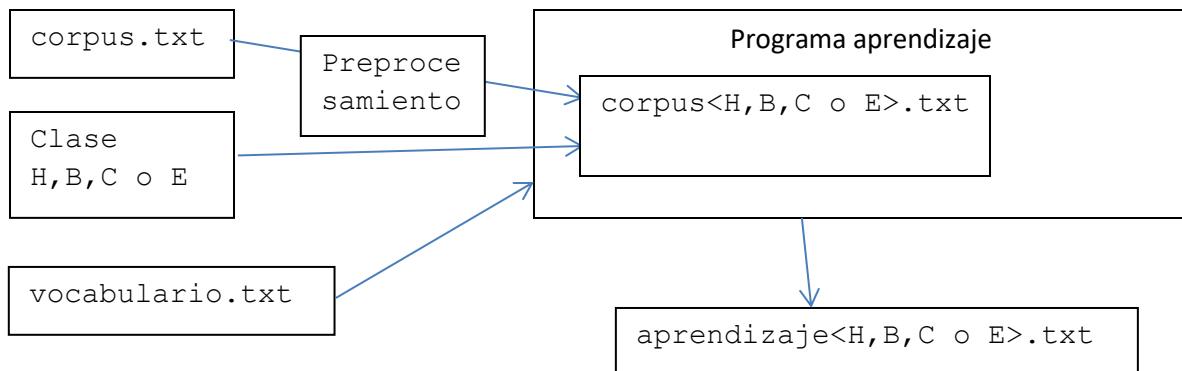 corpus.txt
Preproce
samiento
Programa aprendizaje
corpus<H,B,C o E>.txt
Clase
H,B,C o E
vocabulario.txt
aprendizaje<H,B,C o E>.txt